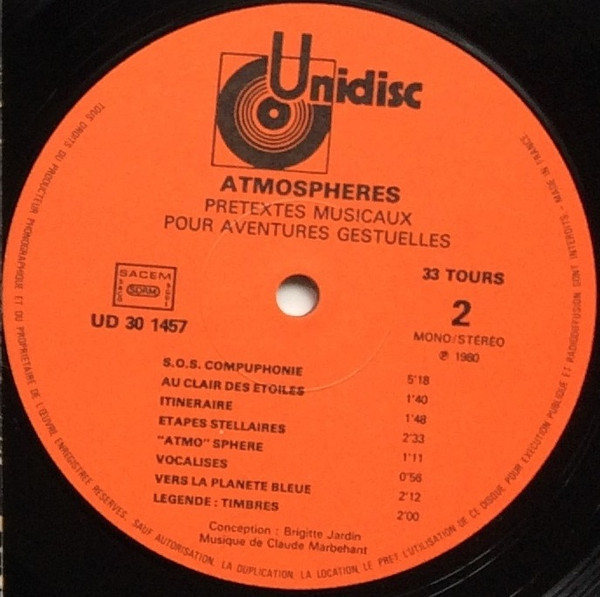 Unidisc
ATMOSPHERES
PRETEXTES MUSICAUX
POUR AVENTURES GESTUELLES
33 TOURS
SACEM
SACD
SDRM
SGDL
2
UD 30 1457
MONO/STÉRÉO
℗ 1980
S.O.S. COMPUPHONIE 5'18
AU CLAIR DES ETOILES 1'40
ITINERAIRE 1'48
ETAPES STELLAIRES 2'33
"ATMO" SPHERE 1'11
VOCALISES 0'56
VERS LA PLANETE BLEUE 2'12
LEGENDE : TIMBRES 2'00
Conception : Brigitte Jardin
Musique de Claude Marbehant
TOUS DROITS DU PRODUCTEUR PHONOGRAPHIQUE ET DU PROPRIETAIRE DE L'ŒUVRE ENREGISTREE RESERVES. SAUF AUTORISATION, LA DUPLICATION, LA LOCATION, LE PRET, L'UTILISATION DE CE DISQUE POUR EXECUTION PUBLIQUE ET RADIODIFFUSION SONT INTERDITS - MADE IN FRANCE